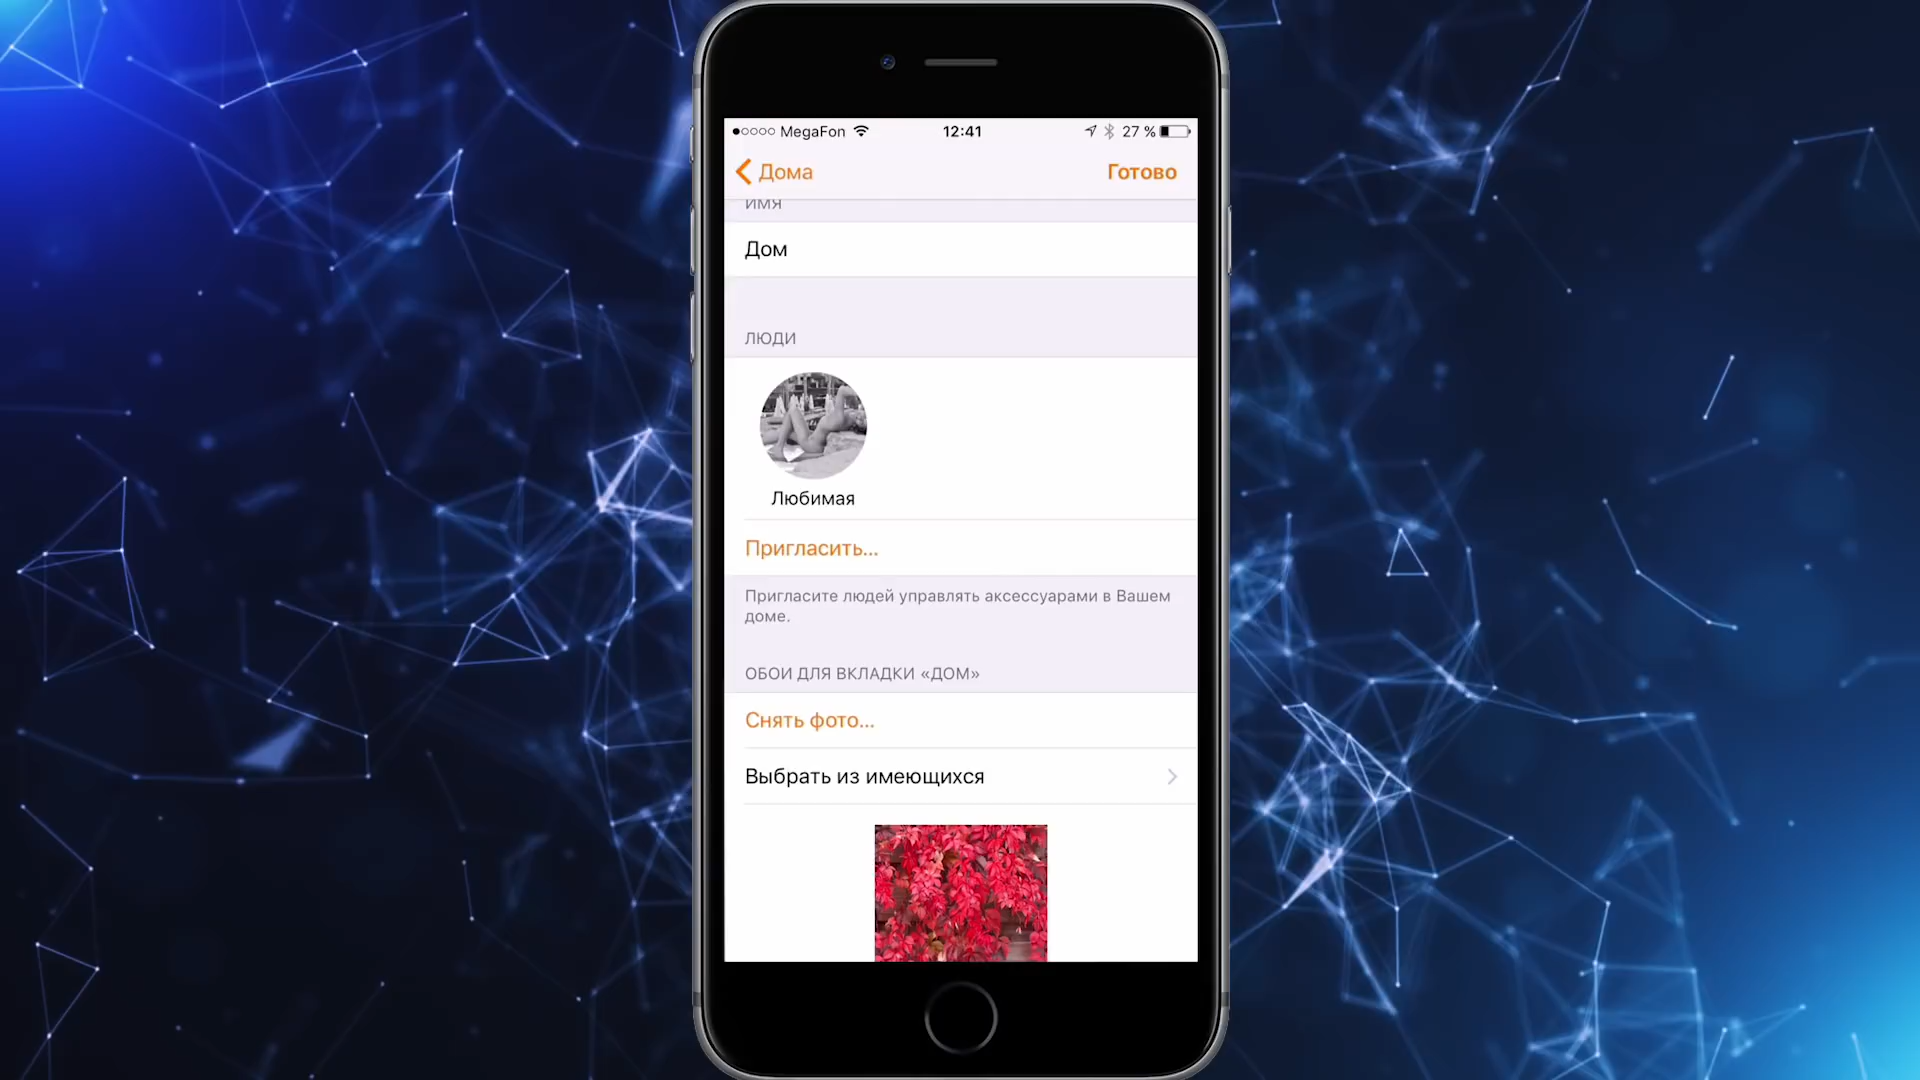 MegaFon 12:41 27 %
Дома Готово
ИМЯ
Дом
ЛЮДИ
Любимая
Пригласить...
Пригласите людей управлять аксессуарами в Вашем
доме.
ОБОИ ДЛЯ ВКЛАДКИ «ДОМ»
Снять фото...
Выбрать из имеющихся